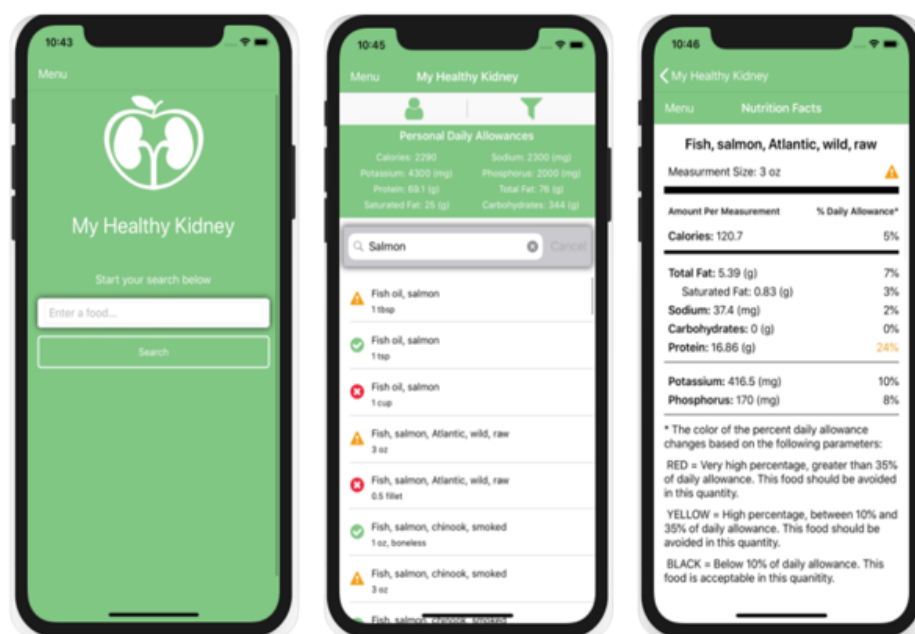 10:43
Menu
My Healthy Kidney
Start your search below
Enter a food...
Search
10:45
Menu My Healthy Kidney
Personal Daily Allowances
Calories: 2290 Sodium: 2300 (mg)
Potassium: 4300 (mg) Phosphorus: 2000 (mg)
Protein: 69.1 (g) Total Fat: 76 (g)
Saturated Fat: 25 (g) Carbohydrates: 344 (g)
Salmon Cancel
Fish oil, salmon
1 tbsp
Fish oil, salmon
1 tsp
Fish oil, salmon
1 cup
Fish, salmon, Atlantic, wild, raw
3 oz
Fish, salmon, Atlantic, wild, raw
0.5 fillet
Fish, salmon, chinook, smoked
1 oz, boneless
Fish, salmon, chinook, smoked
3 oz
Fish, salmon, chinook, smoked
10:46
My Healthy Kidney
Menu Nutrition Facts
Fish, salmon, Atlantic, wild, raw
Measurment Size: 3 oz
Amount Per Measurement % Daily Allowance*
Calories: 120.7 5%
Total Fat: 5.39 (g) 7%
Saturated Fat: 0.83 (g) 3%
Sodium: 37.4 (mg) 2%
Carbohydrates: 0 (g) 0%
Protein: 16.86 (g) 24%
Potassium: 416.5 (mg) 10%
Phosphorus: 170 (mg) 8%
* The color of the percent daily allowance
changes based on the following parameters:
RED = Very high percentage, greater than 35%
of daily allowance. This food should be avoided
in this quantity.
YELLOW = High percentage, between 10% and
35% of daily allowance. This food should be
avoided in this quantity.
BLACK = Below 10% of daily allowance. This
food is acceptable in this quanitity.